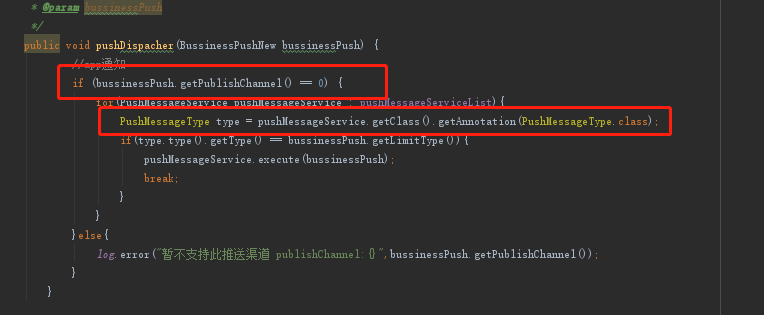 * @param bussinessPush
*/
public void pushDispacher(BussinessPushNew bussinessPush) {
//app通知
if (bussinessPush.getPublishChannel() == 0) {
for(PushMessageService pushMessageService : pushMessageServiceList){
PushMessageType type = pushMessageService.getClass().getAnnotation(PushMessageType.class);
if(type.type().getType() == bussinessPush.getLimitType()){
pushMessageService.execute(bussinessPush);
break;
}
}
}else{
log.error("暂不支持此推送渠道 publishChannel:{}",bussinessPush.getPublishChannel());
}
}